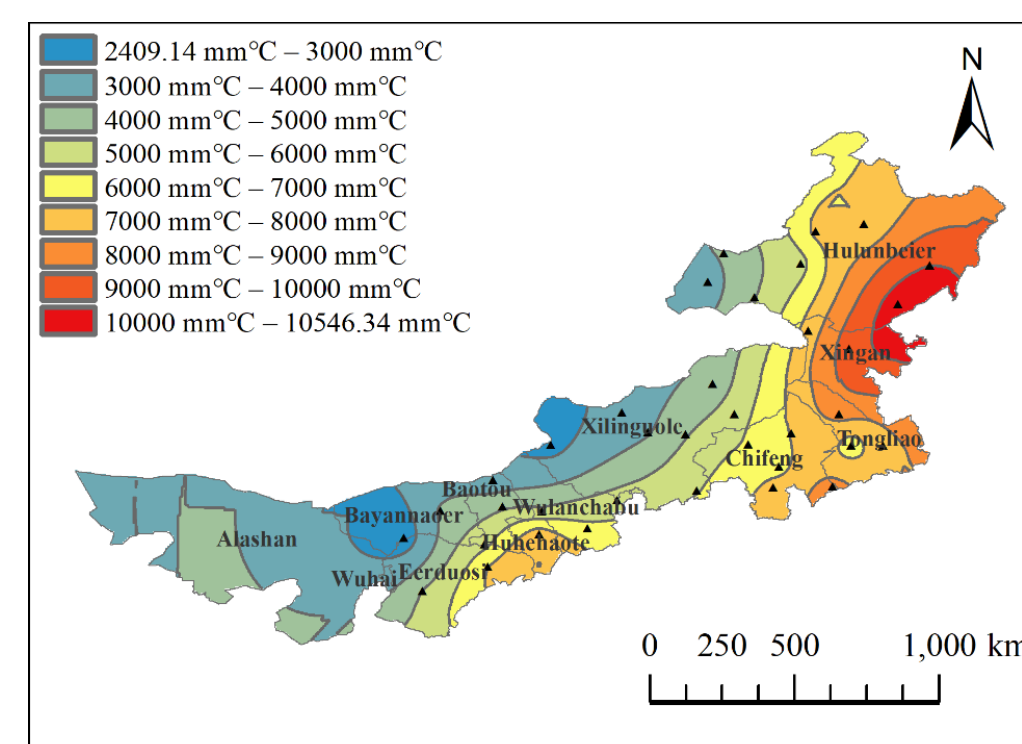 2409.14 mm℃ – 3000 mm℃
3000 mm℃ – 4000 mm℃
4000 mm℃ – 5000 mm℃
5000 mm℃ – 6000 mm℃
6000 mm℃ – 7000 mm℃
7000 mm℃ – 8000 mm℃
8000 mm℃ – 9000 mm℃
9000 mm℃ – 10000 mm℃
10000 mm℃ – 10546.34 mm℃
N
Hulunbeier
Xingan
Xilinguole
Tongliao
Chifeng
Baotou
Wulanchabu
Bayannaoer
Alashan
Huhehaote
Wuhai
Eerduosi
0 250 500 1,000 km